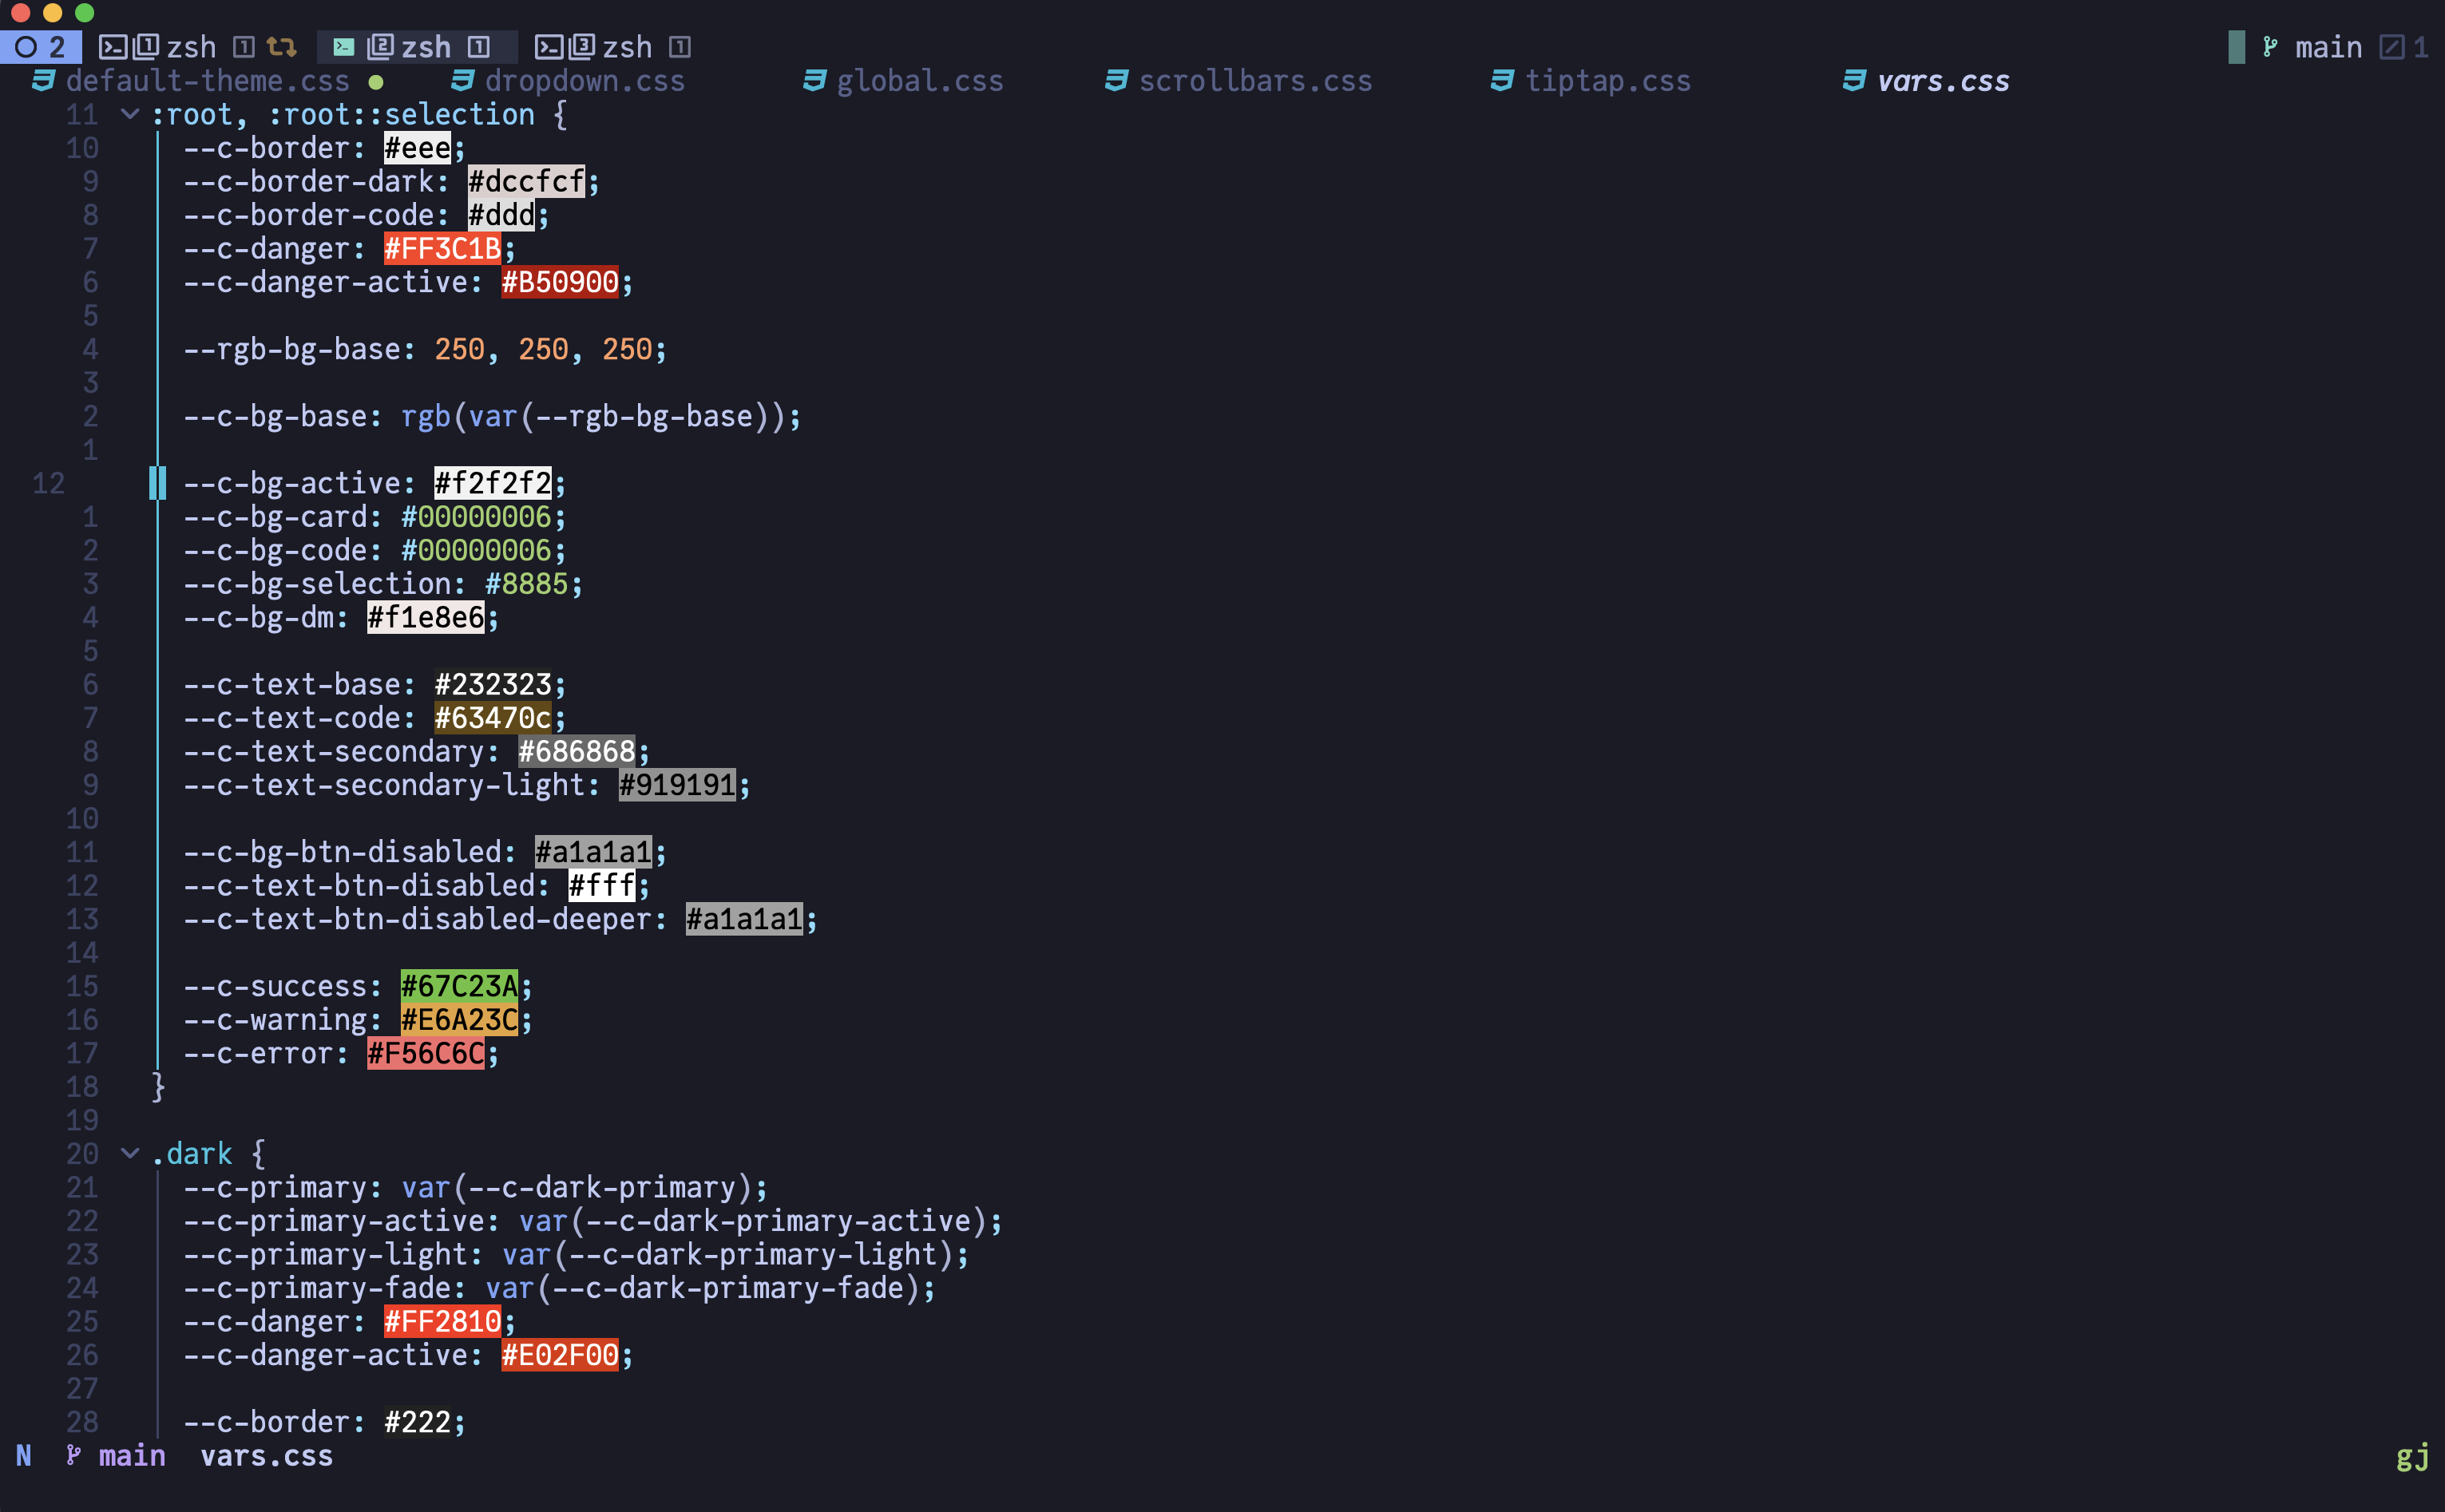 2 1 zsh 1 2 zsh 1 3 zsh 1 main 1
default-theme.css dropdown.css global.css scrollbars.css tiptap.css vars.css
11 :root, :root::selection {
10 --c-border: #eee;
9 --c-border-dark: #dccfcf;
8 --c-border-code: #ddd;
7 --c-danger: #FF3C1B;
6 --c-danger-active: #B50900;
5
4 --rgb-bg-base: 250, 250, 250;
3
2 --c-bg-base: rgb(var(--rgb-bg-base));
1
12 --c-bg-active: #f2f2f2;
1 --c-bg-card: #00000006;
2 --c-bg-code: #00000006;
3 --c-bg-selection: #8885;
4 --c-bg-dm: #f1e8e6;
5
6 --c-text-base: #232323;
7 --c-text-code: #63470c;
8 --c-text-secondary: #686868;
9 --c-text-secondary-light: #919191;
10
11 --c-bg-btn-disabled: #a1a1a1;
12 --c-text-btn-disabled: #fff;
13 --c-text-btn-disabled-deeper: #a1a1a1;
14
15 --c-success: #67C23A;
16 --c-warning: #E6A23C;
17 --c-error: #F56C6C;
18 }
19
20 .dark {
21 --c-primary: var(--c-dark-primary);
22 --c-primary-active: var(--c-dark-primary-active);
23 --c-primary-light: var(--c-dark-primary-light);
24 --c-primary-fade: var(--c-dark-primary-fade);
25 --c-danger: #FF2810;
26 --c-danger-active: #E02F00;
27
28 --c-border: #222;
N main vars.css gj